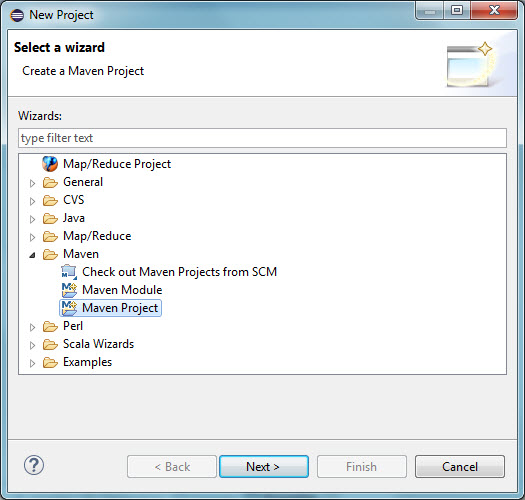 New Project
Select a wizard
Create a Maven Project
Wizards:
type filter text
Map/Reduce Project
General
CVS
Java
Map/Reduce
Maven
Check out Maven Projects from SCM
Maven Module
Maven Project
Perl
Scala Wizards
Examples
?
< Back
Next >
Finish
Cancel